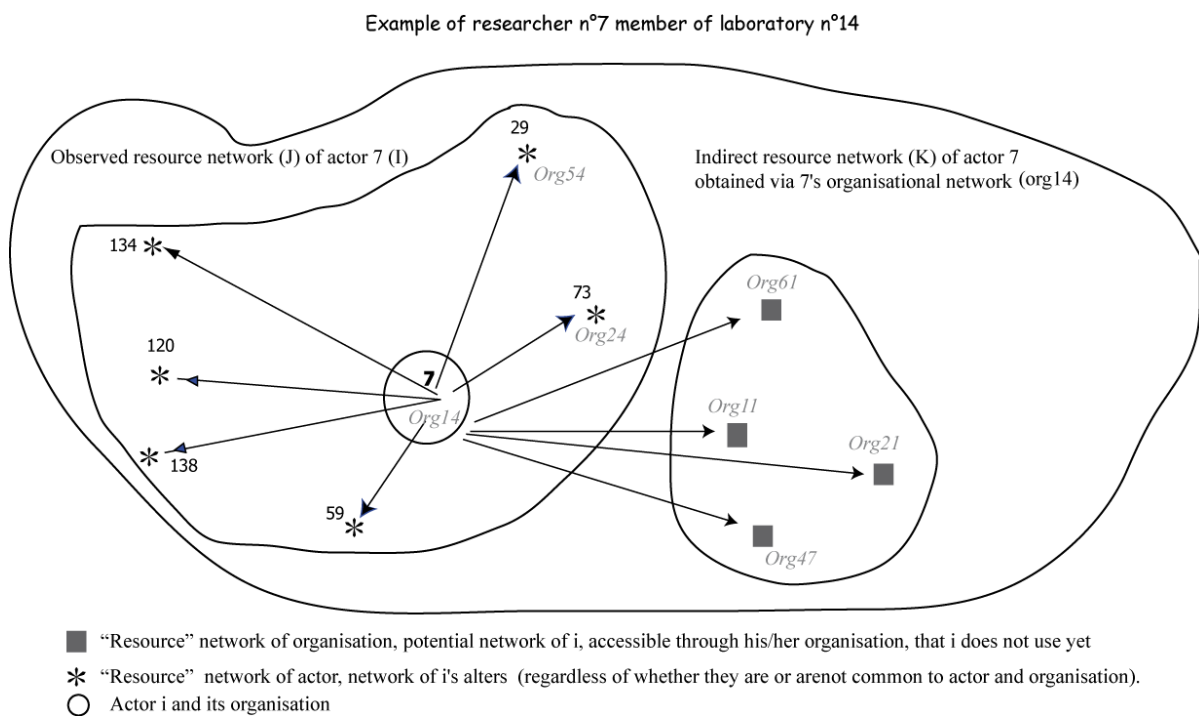 Example of researcher n°7 member of laboratory n°14
Observed resource network (J) of actor 7 (I)
Indirect resource network (K) of actor 7
obtained via 7's organisational network (org14)
29
Org54
134
73
Org24
120
7
Org14
138
59
Org61
Org11
Org21
Org47
“Resource” network of organisation, potential network of i, accessible through his/her organisation, that i does not use yet
“Resource” network of actor, network of i's alters (regardless of whether they are or arenot common to actor and organisation).
Actor i and its organisation